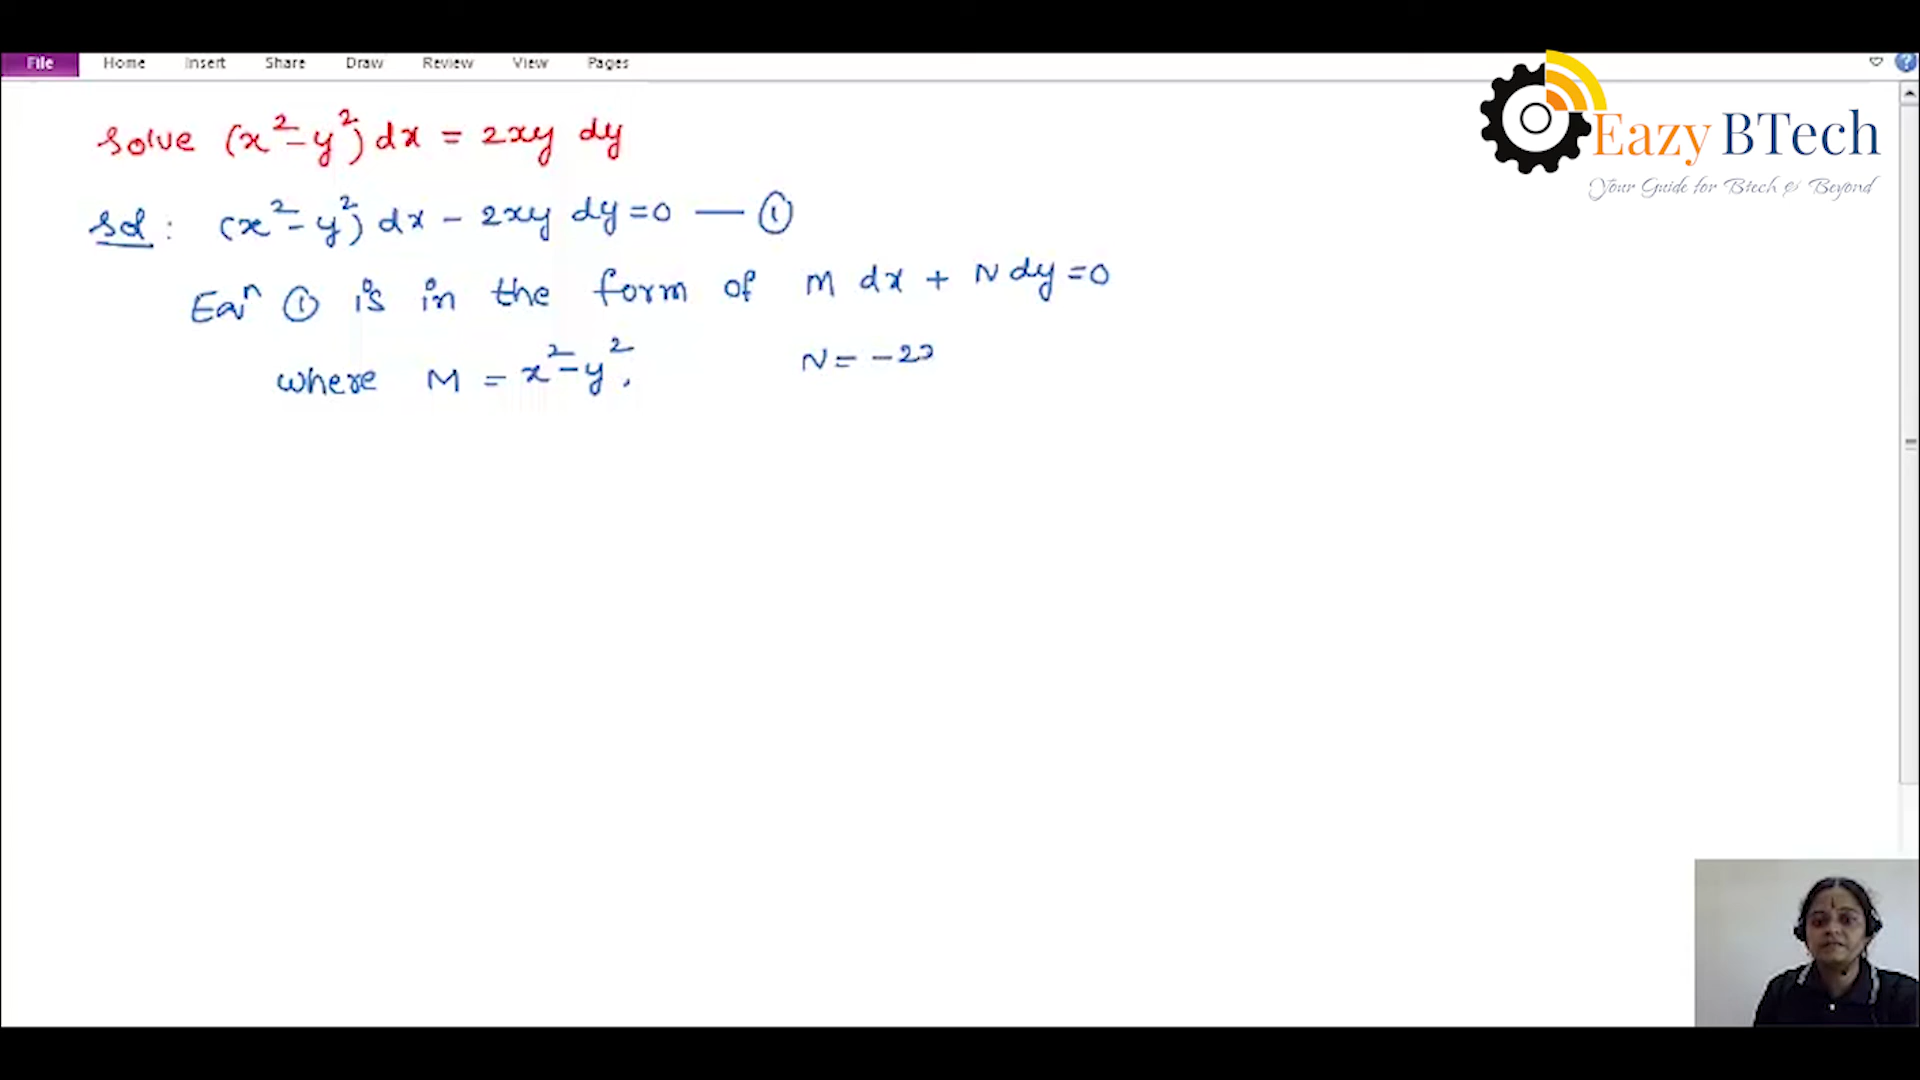 File Home Insert Share Draw Review View Pages
Eazy BTech
Your Guide for Btech & Beyond
Solve (x²-y²) dx = 2xy dy
Sol : (x²-y²) dx - 2xy dy = 0 — ①
Eqⁿ ① is in the form of M dx + N dy = 0
where M = x²-y², N = -2